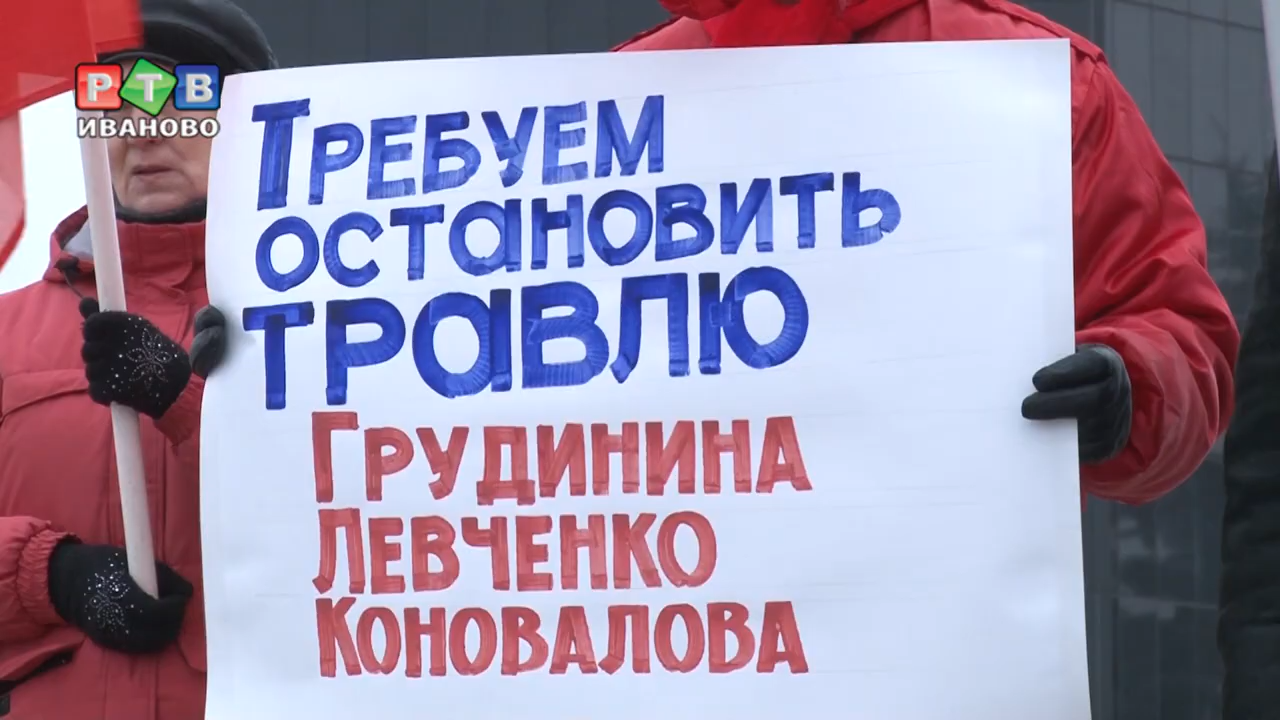 РТВ
ИВАНОВО
Требуем
остановить
травлю
Грудинина
Левченко
Коновалова